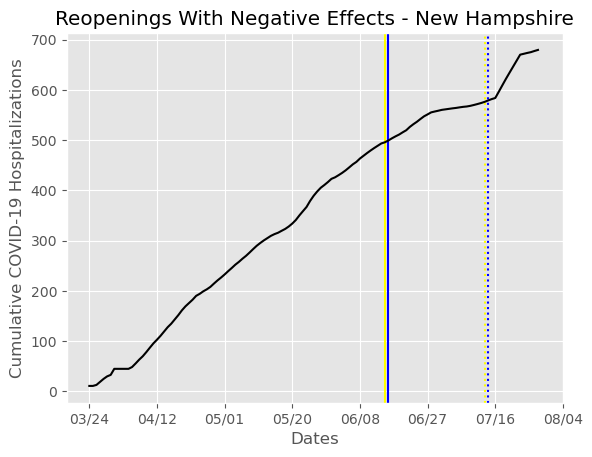 Reopenings With Negative Effects - New Hampshire
Cumulative COVID-19 Hospitalizations
700
600
500
400
300
200
100
0
03/24 04/12 05/01 05/20 06/08 06/27 07/16 08/04
Dates